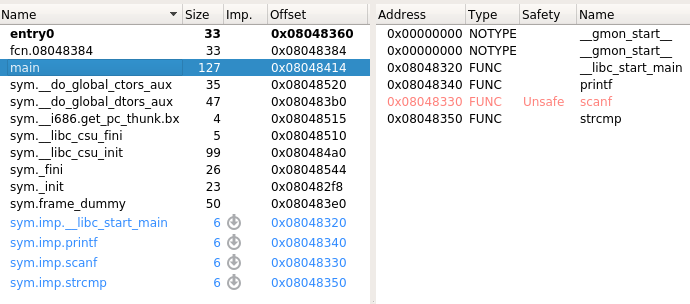 Name Size Imp. Offset
entry0 33 0x08048360
fcn.08048384 33 0x08048384
main 127 0x08048414
sym.__do_global_ctors_aux 35 0x08048520
sym.__do_global_dtors_aux 47 0x080483b0
sym.__i686.get_pc_thunk.bx 4 0x08048515
sym.__libc_csu_fini 5 0x08048510
sym.__libc_csu_init 99 0x080484a0
sym._fini 26 0x08048544
sym._init 23 0x080482f8
sym.frame_dummy 50 0x080483e0
sym.imp.__libc_start_main 6 0x08048320
sym.imp.printf 6 0x08048340
sym.imp.scanf 6 0x08048330
sym.imp.strcmp 6 0x08048350
Address Type Safety Name
0x00000000 NOTYPE __gmon_start__
0x00000000 NOTYPE __gmon_start__
0x08048320 FUNC __libc_start_main
0x08048340 FUNC printf
0x08048330 FUNC Unsafe scanf
0x08048350 FUNC strcmp